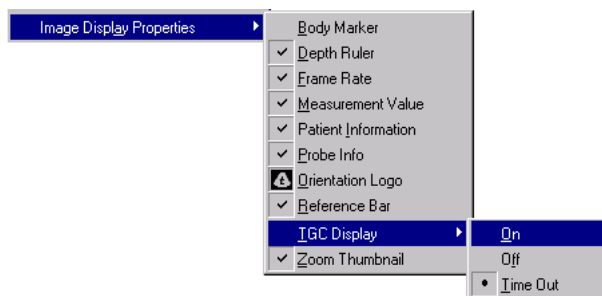 Image Display Properties
Body Marker
Depth Ruler
Frame Rate
Measurement Value
Patient Information
Probe Info
Orientation Logo
Reference Bar
TGC Display
Zoom Thumbnail
On
Off
Time Out